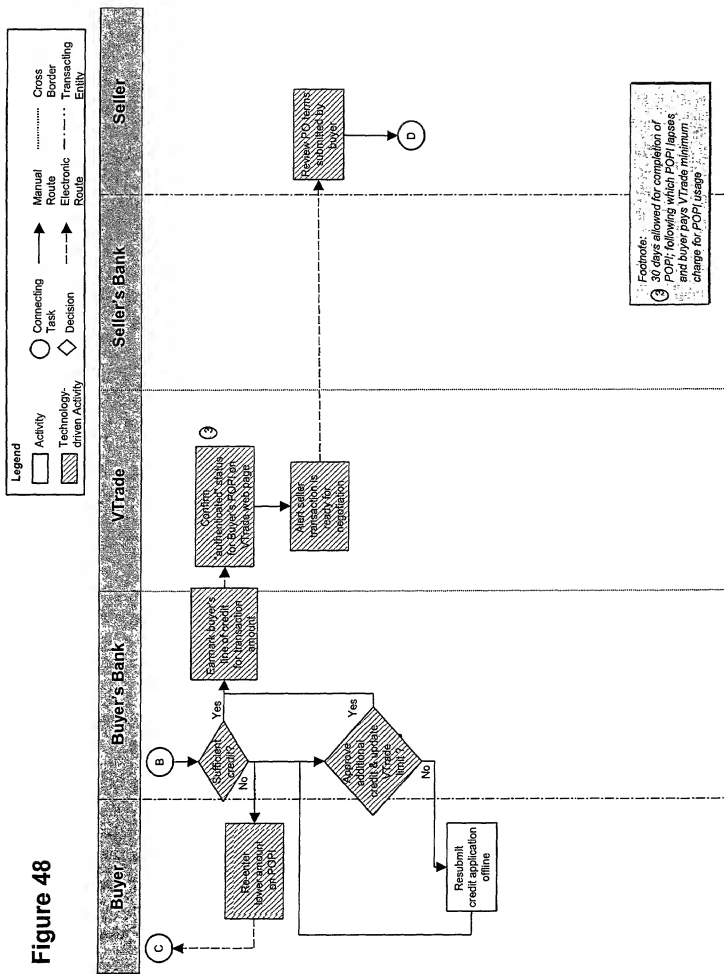 Figure 48
Legend
Activity
Technology-
driven Activity
Connecting
Task
Decision
Manual
Route
Electronic
Route
Cross
Border
Transacting
Entity
Buyer
Buyer's Bank
VTrade
Seller's Bank
Seller
C
Re-enter
lower amount
on POPI
Resubmit
credit application
offline
B
Sufficient
credit?
Yes
No
Approve
additional
credit & update
VTrade
limit ?
Yes
No
Earmark buyer's
line of credit
for transaction
amount
3
Confirm
"authenticated" status
for Buyer's POPI on
VTrade web page
Alert seller
transaction is
ready for
negotiation
Review PO terms
submitted by
buyer
D
Footnote:
3 30 days allowed for completion of
POPI; following which POPI lapses
and buyer pays VTrade minimum
charge for POPI usage